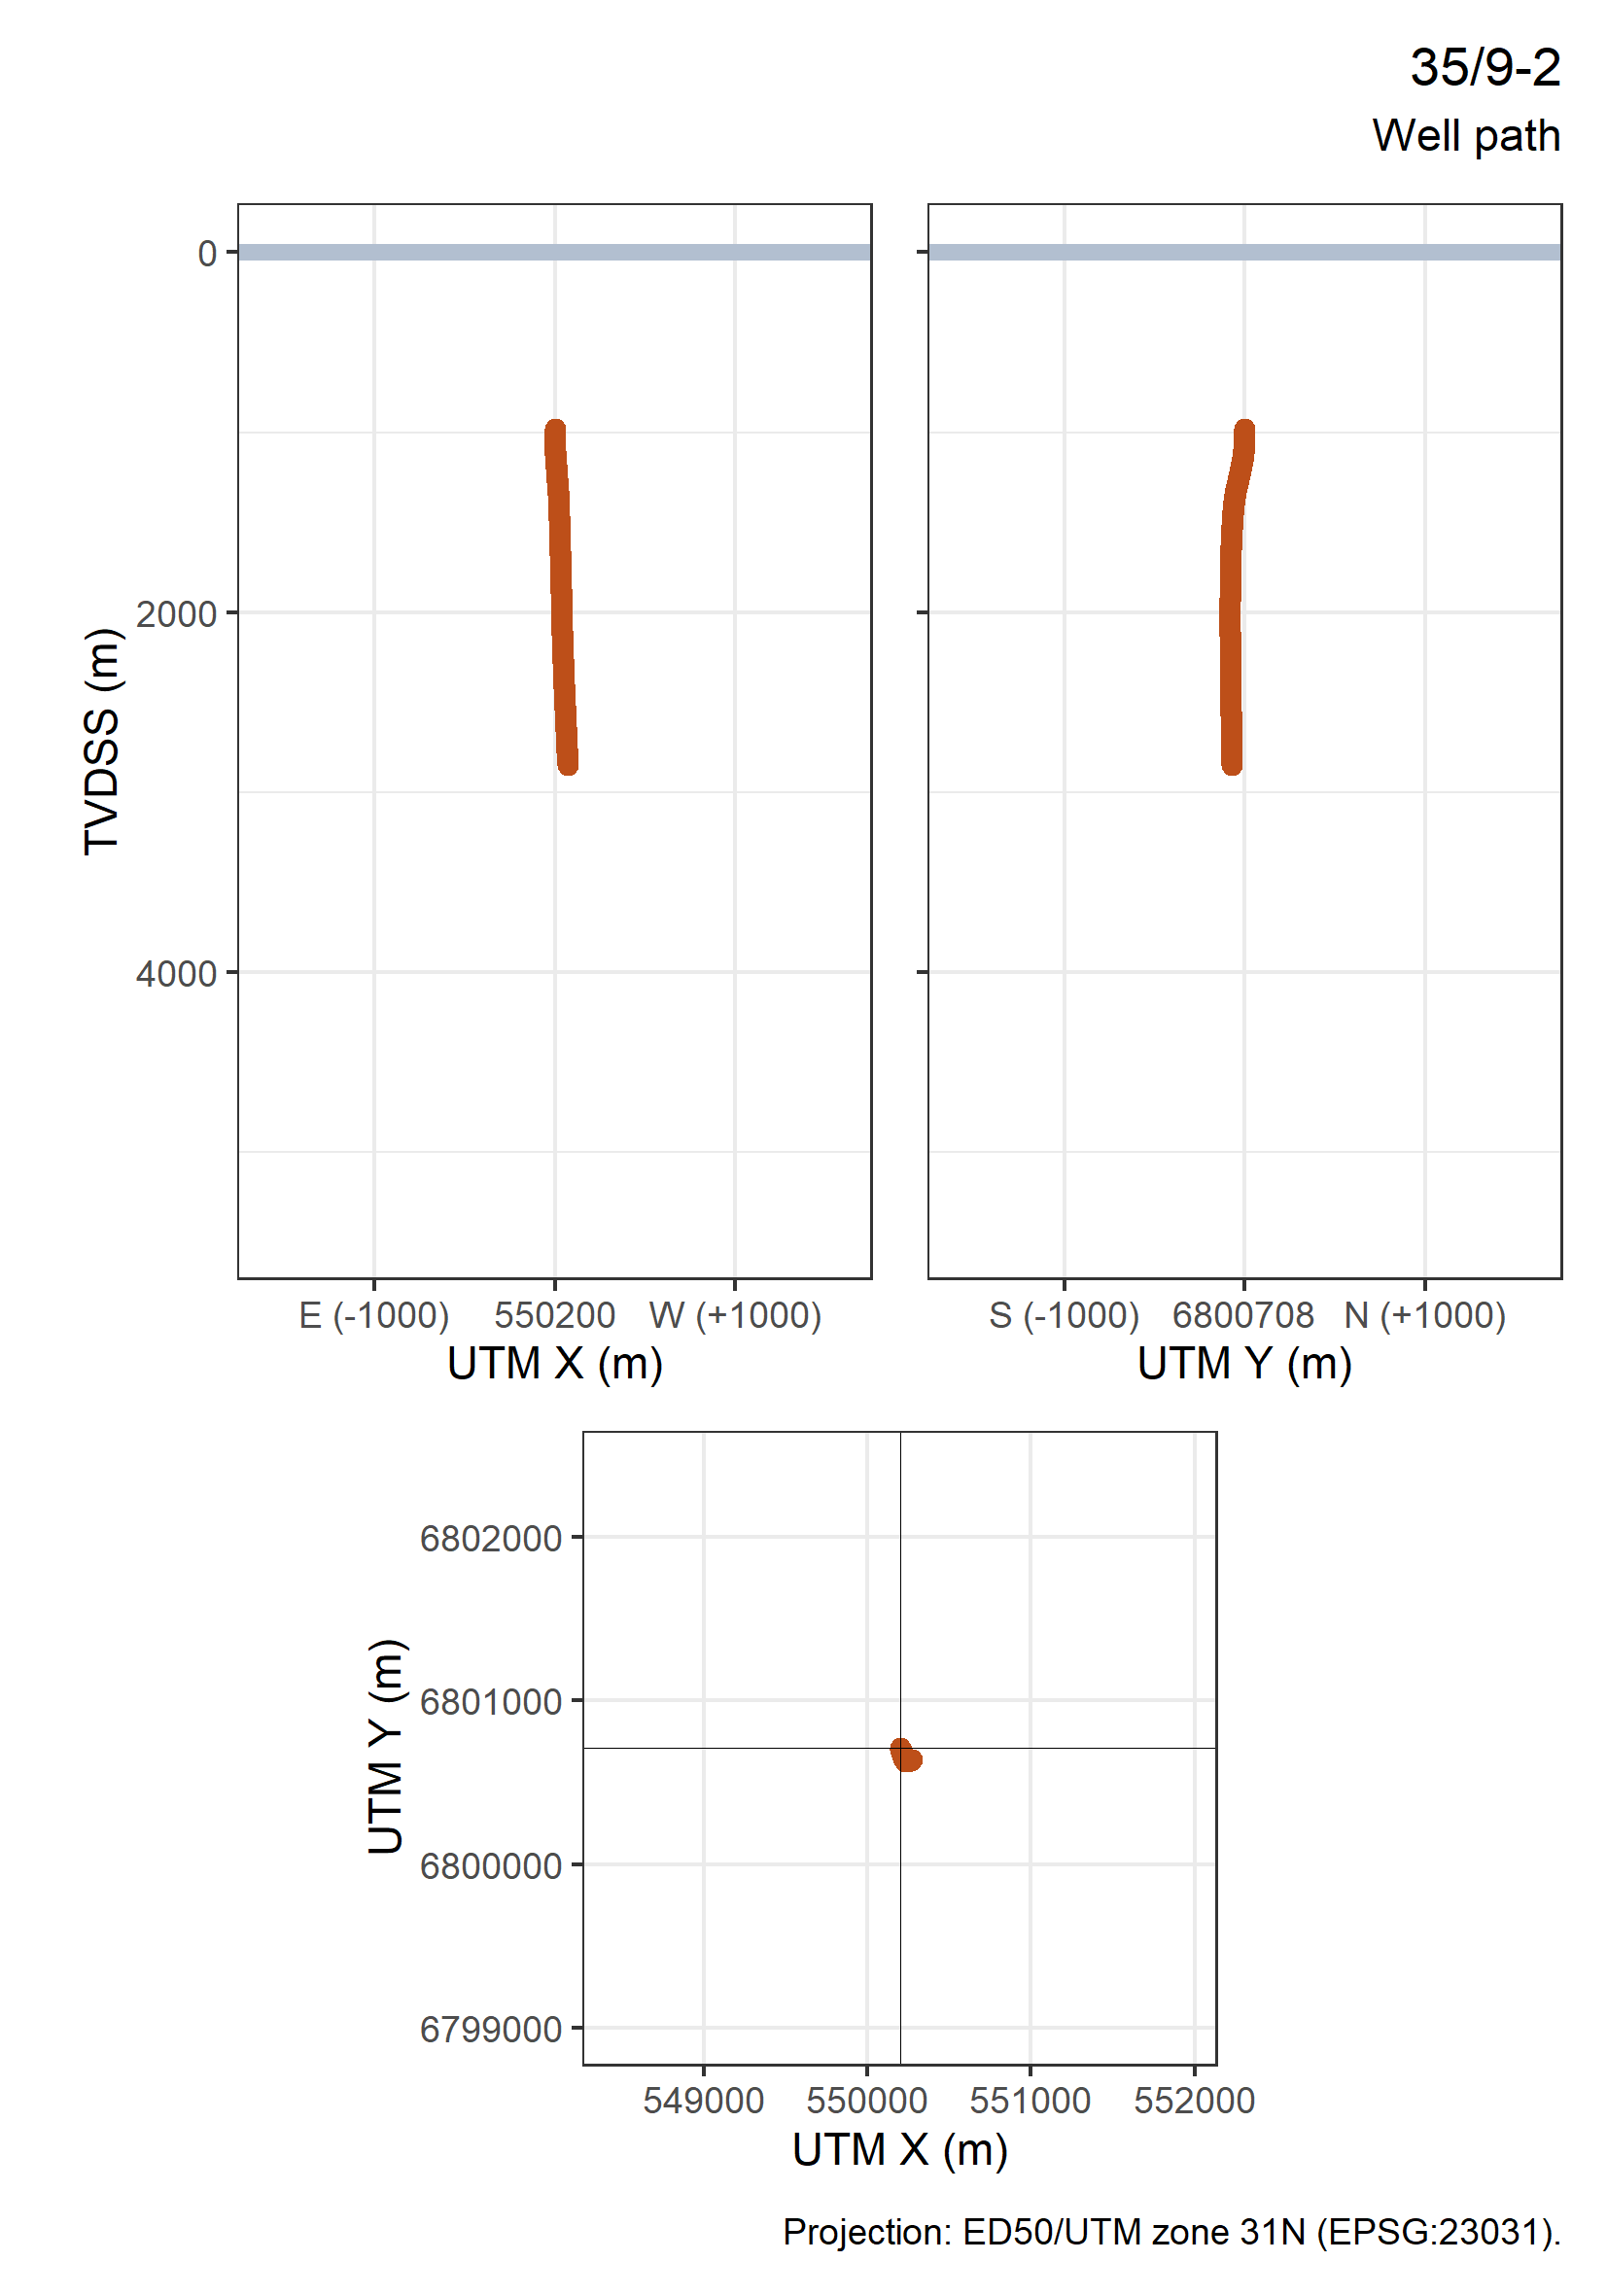 35/9-2
Well path
0
2000
4000
TVDSS (m)
E (-1000) 550200 W (+1000)
UTM X (m)
S (-1000) 6800708 N (+1000)
UTM Y (m)
6802000
6801000
6800000
6799000
UTM Y (m)
549000 550000 551000 552000
UTM X (m)
Projection: ED50/UTM zone 31N (EPSG:23031).